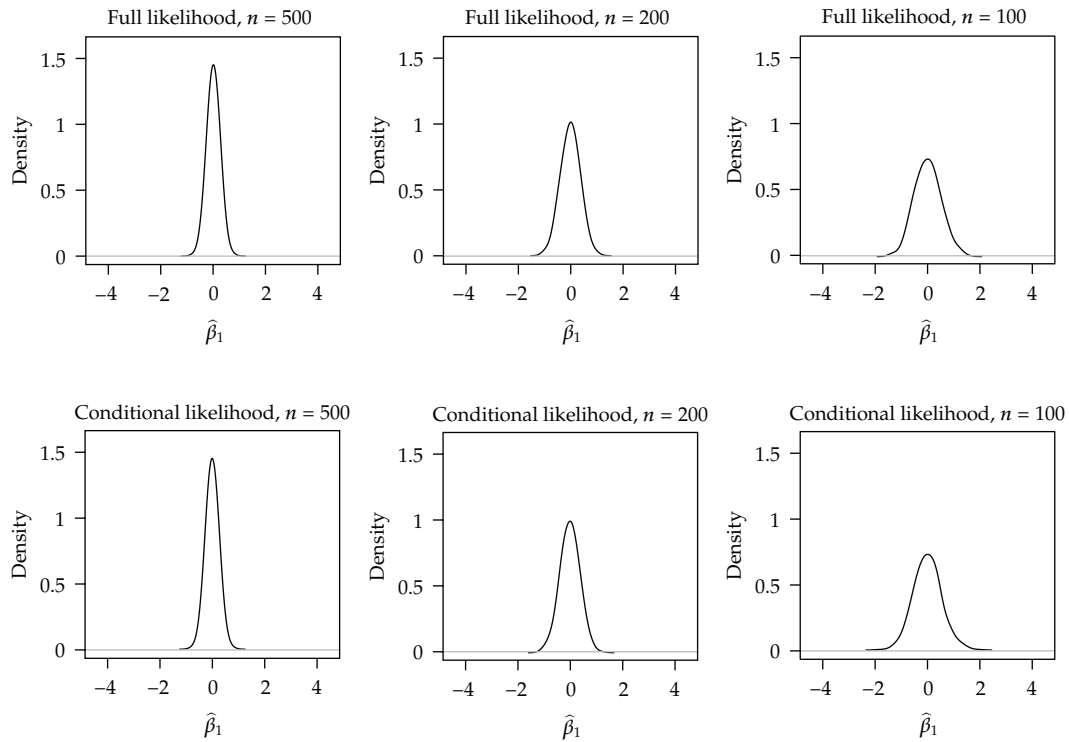 Full likelihood, n = 500
Density
1.5
1
0.5
0
−4 −2 0 2 4
β̂₁
Full likelihood, n = 200
Density
1.5
1
0.5
0
−4 −2 0 2 4
β̂₁
Full likelihood, n = 100
Density
1.5
1
0.5
0
−4 −2 0 2 4
β̂₁
Conditional likelihood, n = 500
Density
1.5
1
0.5
0
−4 −2 0 2 4
β̂₁
Conditional likelihood, n = 200
Density
1.5
1
0.5
0
−4 −2 0 2 4
β̂₁
Conditional likelihood, n = 100
Density
1.5
1
0.5
0
−4 −2 0 2 4
β̂₁